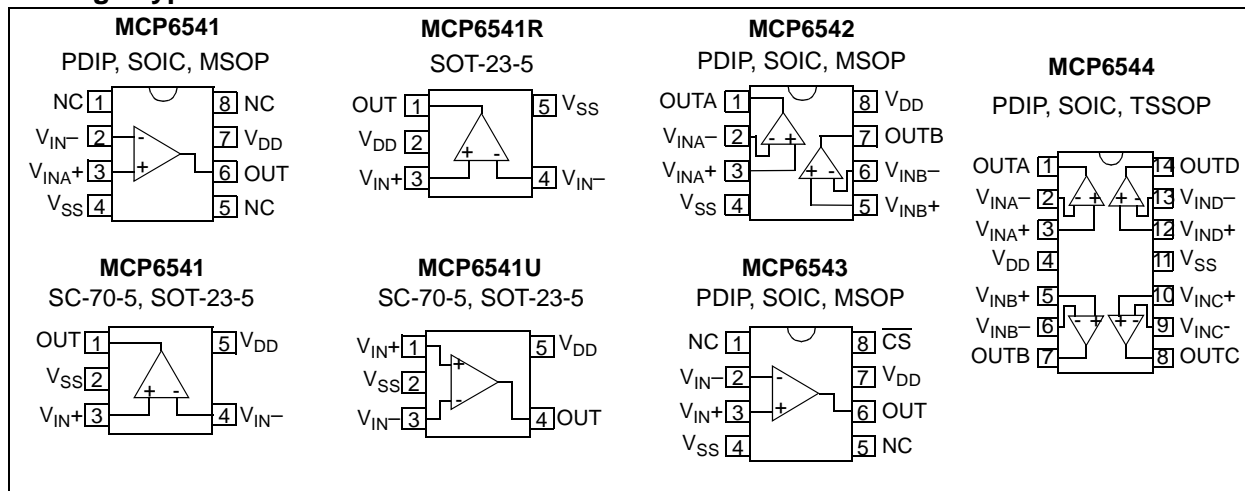 MCP6541
PDIP, SOIC, MSOP
NC 1
8 NC
VIN– 2
7 VDD
VINA+ 3
6 OUT
VSS 4
5 NC
- +
MCP6541R
SOT-23-5
OUT 1
5 VSS
VDD 2
VIN+ 3
4 VIN–
+ -
MCP6542
PDIP, SOIC, MSOP
OUTA 1
8 VDD
VINA– 2
7 OUTB
VINA+ 3
6 VINB–
VSS 4
5 VINB+
- +
+ -
MCP6544
PDIP, SOIC, TSSOP
OUTA 1
14 OUTD
VINA– 2
13 VIND–
VINA+ 3
12 VIND+
VDD 4
11 VSS
VINB+ 5
10 VINC+
VINB– 6
9 VINC-
OUTB 7
8 OUTC
- + + -
- + + -
MCP6541
SC-70-5, SOT-23-5
OUT 1
5 VDD
VSS 2
VIN+ 3
4 VIN–
+ -
MCP6541U
SC-70-5, SOT-23-5
VIN+ 1
5 VDD
VSS 2
VIN– 3
4 OUT
+ -
MCP6543
PDIP, SOIC, MSOP
NC 1
8 CS
VIN– 2
7 VDD
VIN+ 3
6 OUT
VSS 4
5 NC
- +